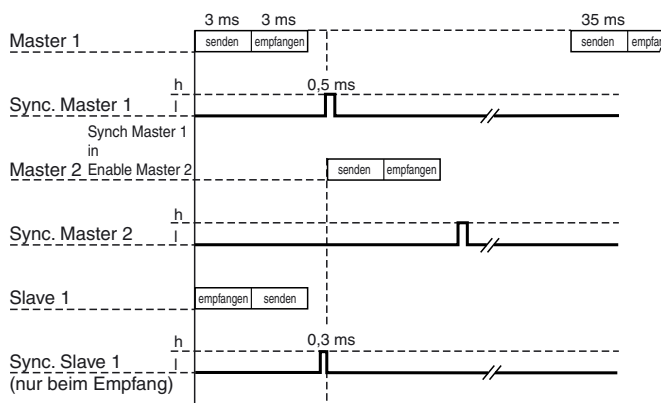 3 ms 3 ms 35 ms
Master 1 senden empfangen senden empfan
h 0,5 ms
Sync. Master 1 l
Synch Master 1
in
Master 2 Enable Master 2 senden empfangen
h
Sync. Master 2 l
Slave 1 empfangen senden
h 0,3 ms
Sync. Slave 1 l
(nur beim Empfang)